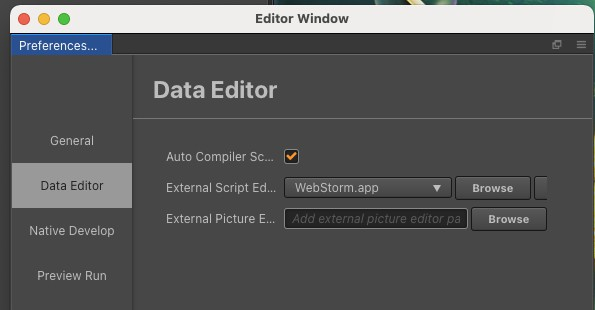 Editor Window
Preferences...
Data Editor
General
Auto Compiler Sc...
Data Editor
External Script Ed...
WebStorm.app
Browse
External Picture E...
Add external picture editor pa
Browse
Native Develop
Preview Run